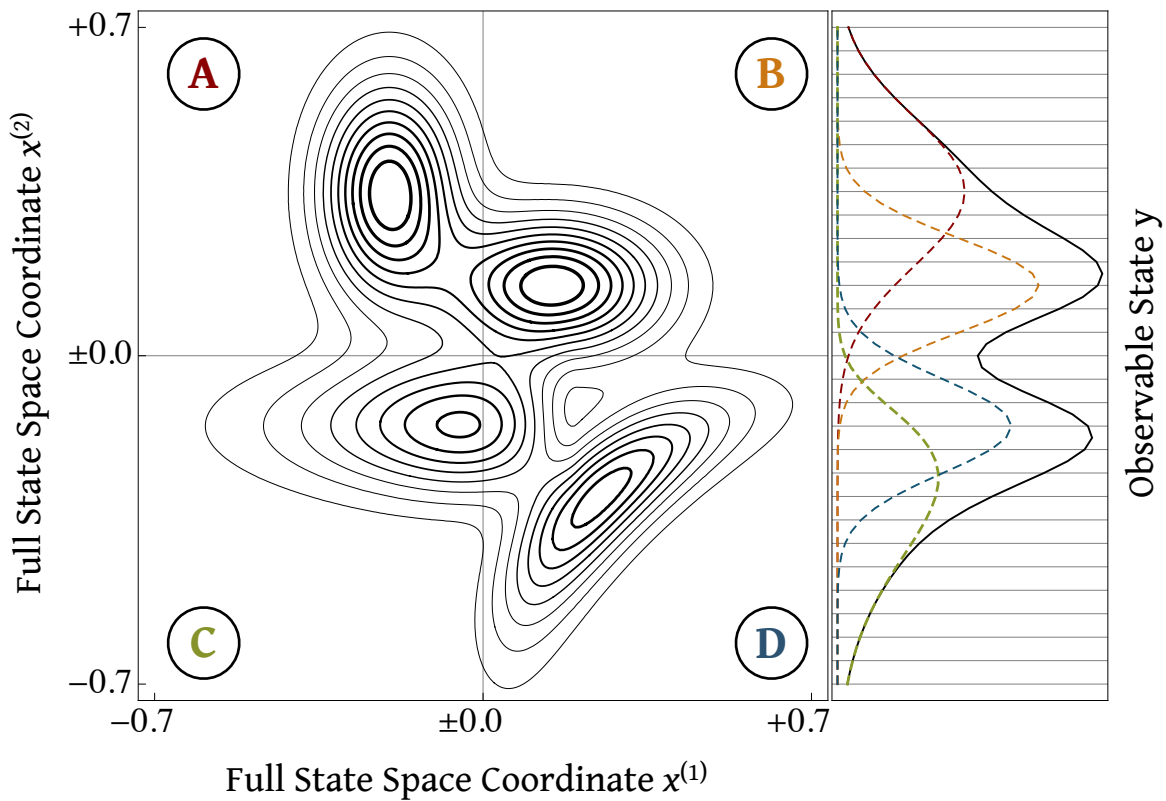 +0.7
A
B
Full State Space Coordinate x⁽²⁾
±0.0
Observable State y
C
D
−0.7
−0.7
±0.0
+0.7
Full State Space Coordinate x⁽¹⁾